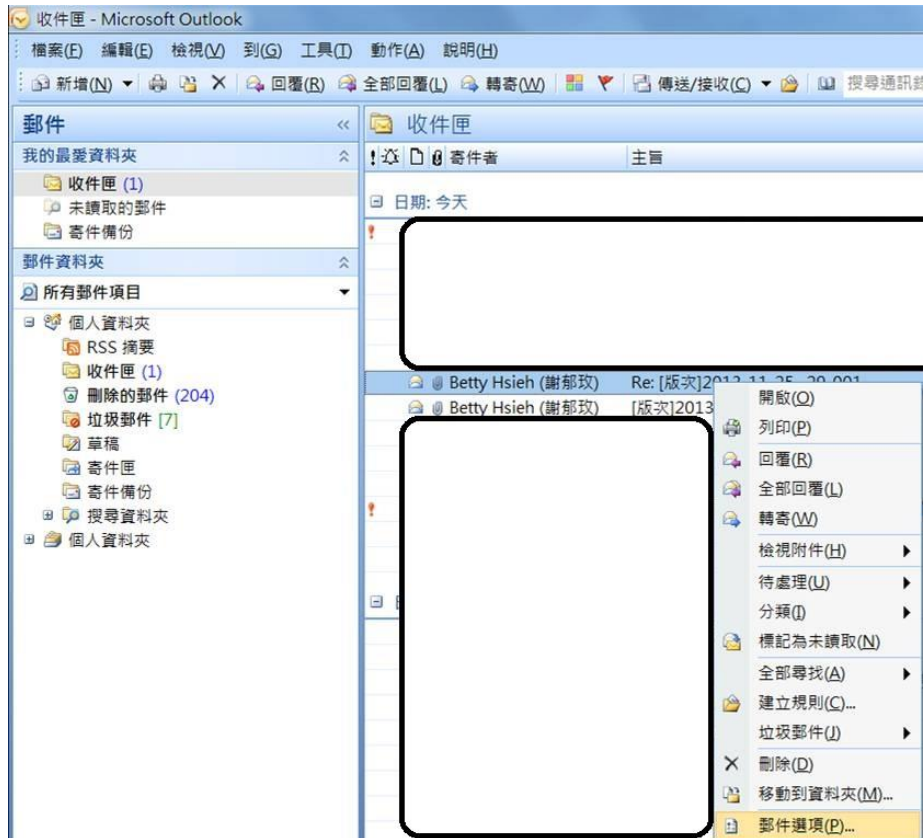 收件匣 - Microsoft Outlook
檔案(F) 編輯(E) 檢視(V) 到(G) 工具(T) 動作(A) 說明(H)
新增(N) 回覆(R) 全部回覆(L) 轉寄(W) 傳送/接收(C) 搜尋通訊
郵件
我的最愛資料夾
收件匣 (1)
未讀取的郵件
寄件備份
郵件資料夾
所有郵件項目
個人資料夾
RSS 摘要
收件匣 (1)
刪除的郵件 (204)
垃圾郵件 [7]
草稿
寄件匣
寄件備份
搜尋資料夾
個人資料夾
收件匣
寄件者 主旨
日期: 今天
Betty Hsieh (謝郁玫) Re: [版次]2013-11-25
Betty Hsieh (謝郁玫) [版次]2013
開啟(O)
列印(P)
回覆(R)
全部回覆(L)
轉寄(W)
檢視附件(H)
待處理(U)
分類(I)
標記為未讀取(N)
全部尋找(A)
建立規則(C)...
垃圾郵件(J)
刪除(D)
移動到資料夾(M)...
郵件選項(P)...